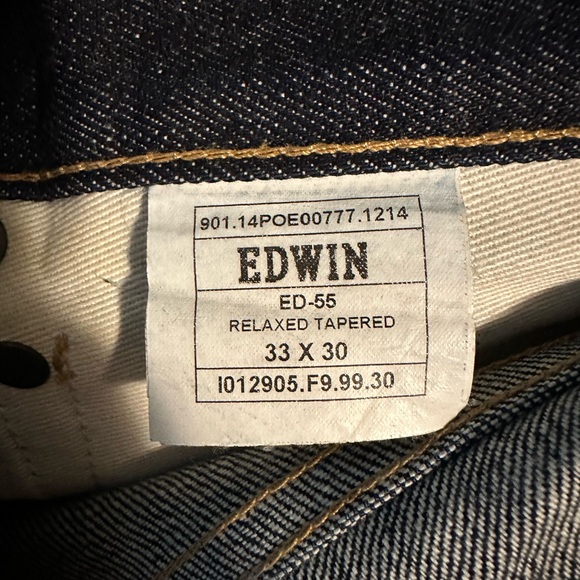 901.14POE00777.1214
EDWIN
ED-55
RELAXED TAPERED
33 X 30
I012905.F9.99.30